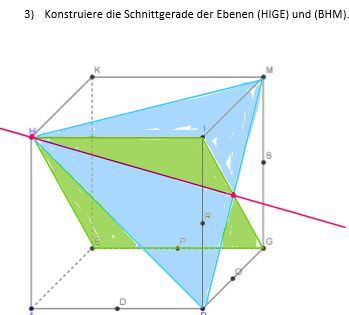 3) Konstruiere die Schnittgerade der Ebenen (HIGE) und (BHM).
K
M
H
I
S
R
E
P
G
D